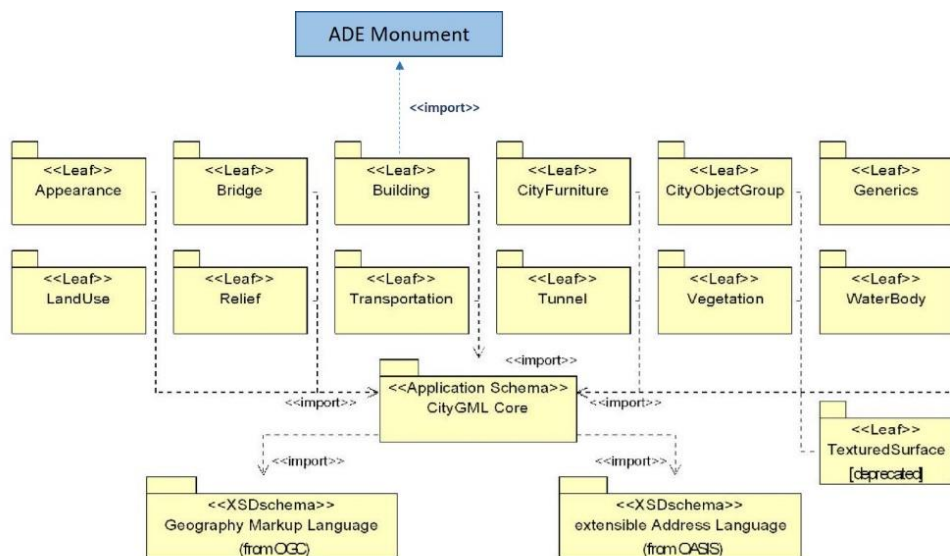 ADE Monument
<<import>>
<<Leaf>>
Appearance
<<Leaf>>
Bridge
<<Leaf>>
Building
<<Leaf>>
CityFurniture
<<Leaf>>
CityObjectGroup
<<Leaf>>
Generics
<<Leaf>>
LandUse
<<Leaf>>
Relief
<<Leaf>>
Transportation
<<Leaf>>
Tunnel
<<Leaf>>
Vegetation
<<Leaf>>
WaterBody
<<import>>
<<import>>
<<Application Schema>>
CityGML Core
<<import>>
<<Leaf>>
TexturedSurface
[deprecated]
<<import>>
<<import>>
<<XSDschema>>
Geography Markup Language
(from OGC)
<<XSDschema>>
extensible Address Language
(from OASIS)